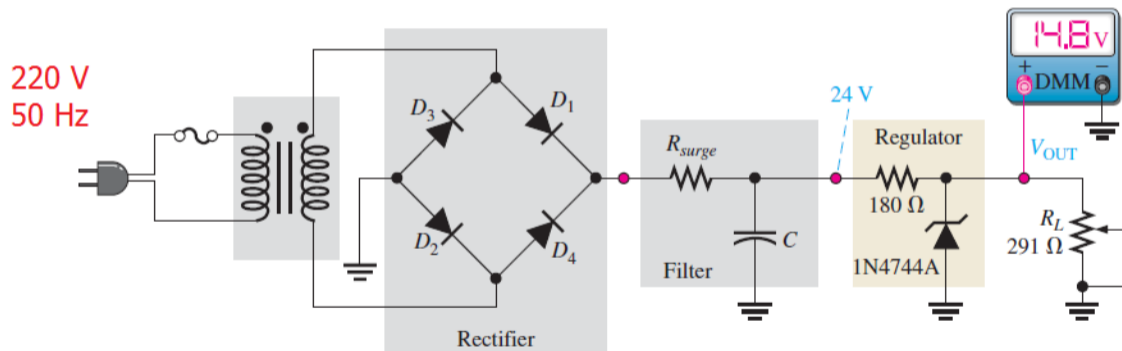 220 V
50 Hz
D3
D1
D2
D4
Rectifier
Rsurge
C
Filter
24 V
Regulator
180 Ω
1N4744A
14.8 V
+
−
DMM
VOUT
RL
291 Ω